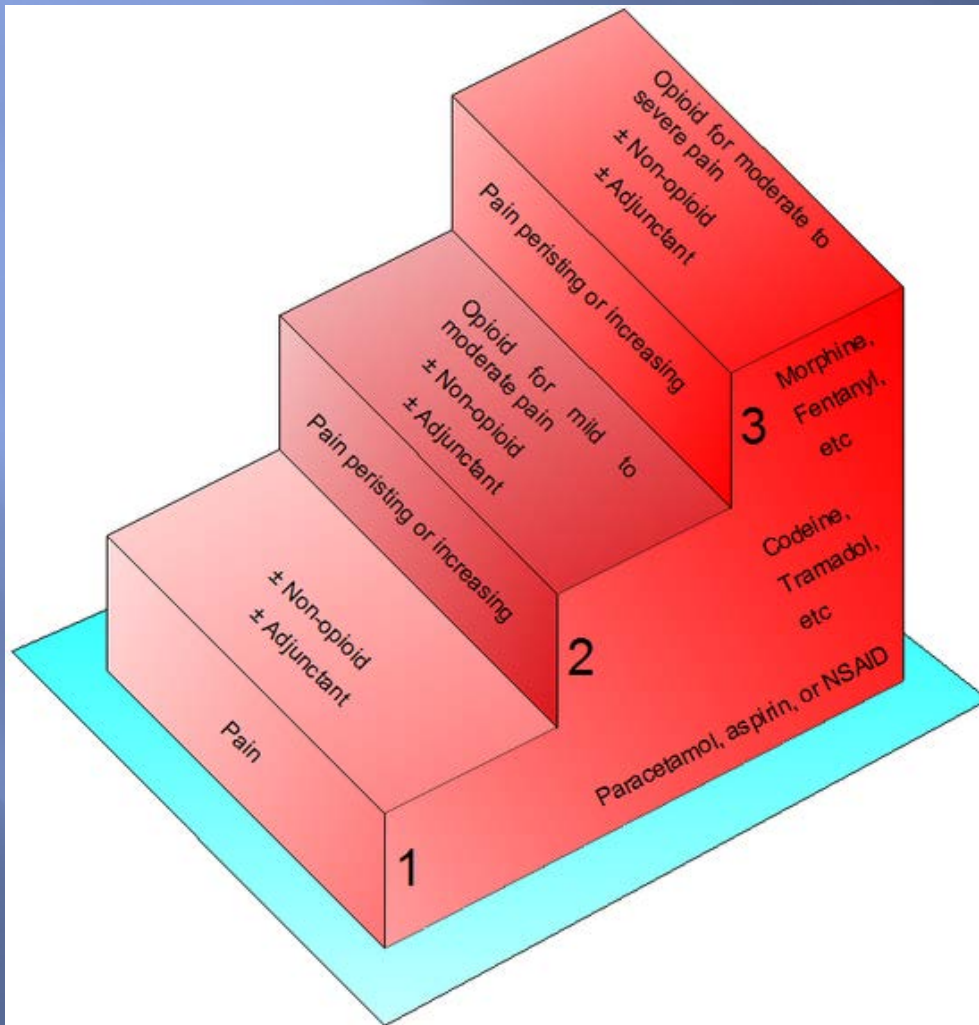 Opioid for moderate to
severe pain
± Non-opioid
± Adjunctant
Pain peristing or increasing
3
Morphine,
Fentanyl,
etc
Opioid for mild to
moderate pain
± Non-opioid
± Adjunctant
Pain peristing or increasing
2
Codeine,
Tramadol,
etc
± Non-opioid
± Adjunctant
Pain
1
Paracetamol, aspirin, or NSAID